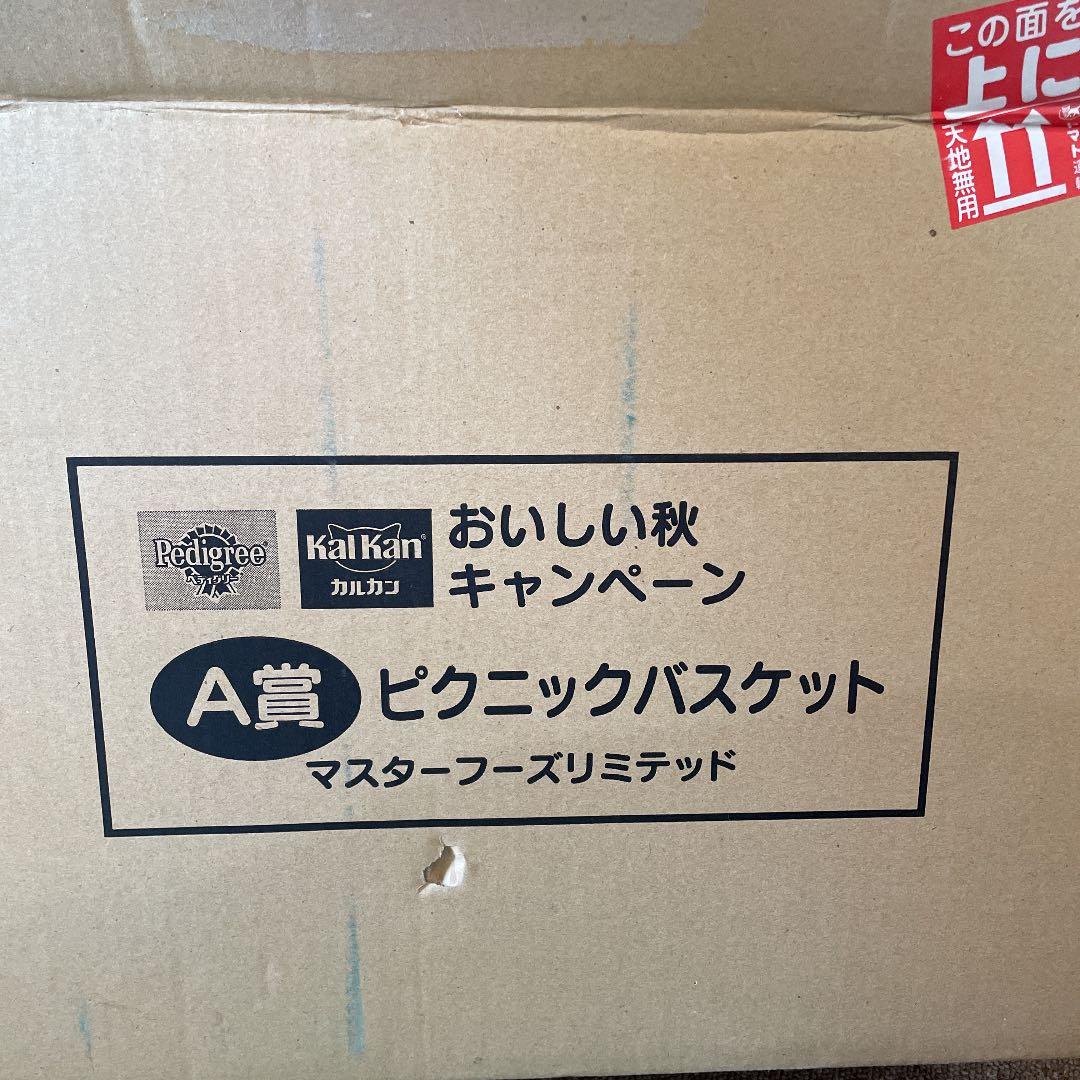 この面を
上に
天地無用
Pedigree
ペディグリー
KalKan®
カルカン
おいしい秋
キャンペーン
A賞 ピクニックバスケット
マスターフーズリミテッド